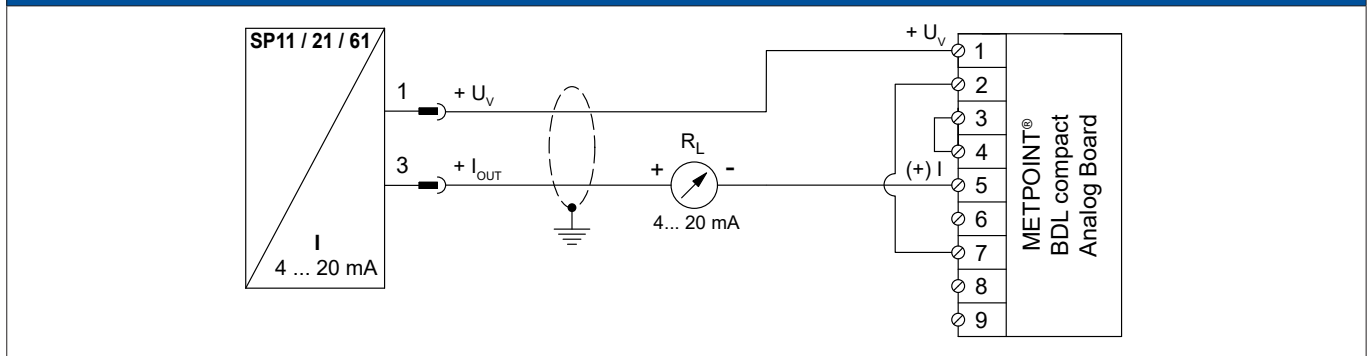 SP11 / 21 / 61
1
+ U_V
3
+ I_OUT
I
4 ... 20 mA
R_L
+
-
4... 20 mA
+ U_V
(+) I
1
2
3
4
5
6
7
8
9
METPOINT®
BDL compact
Analog Board